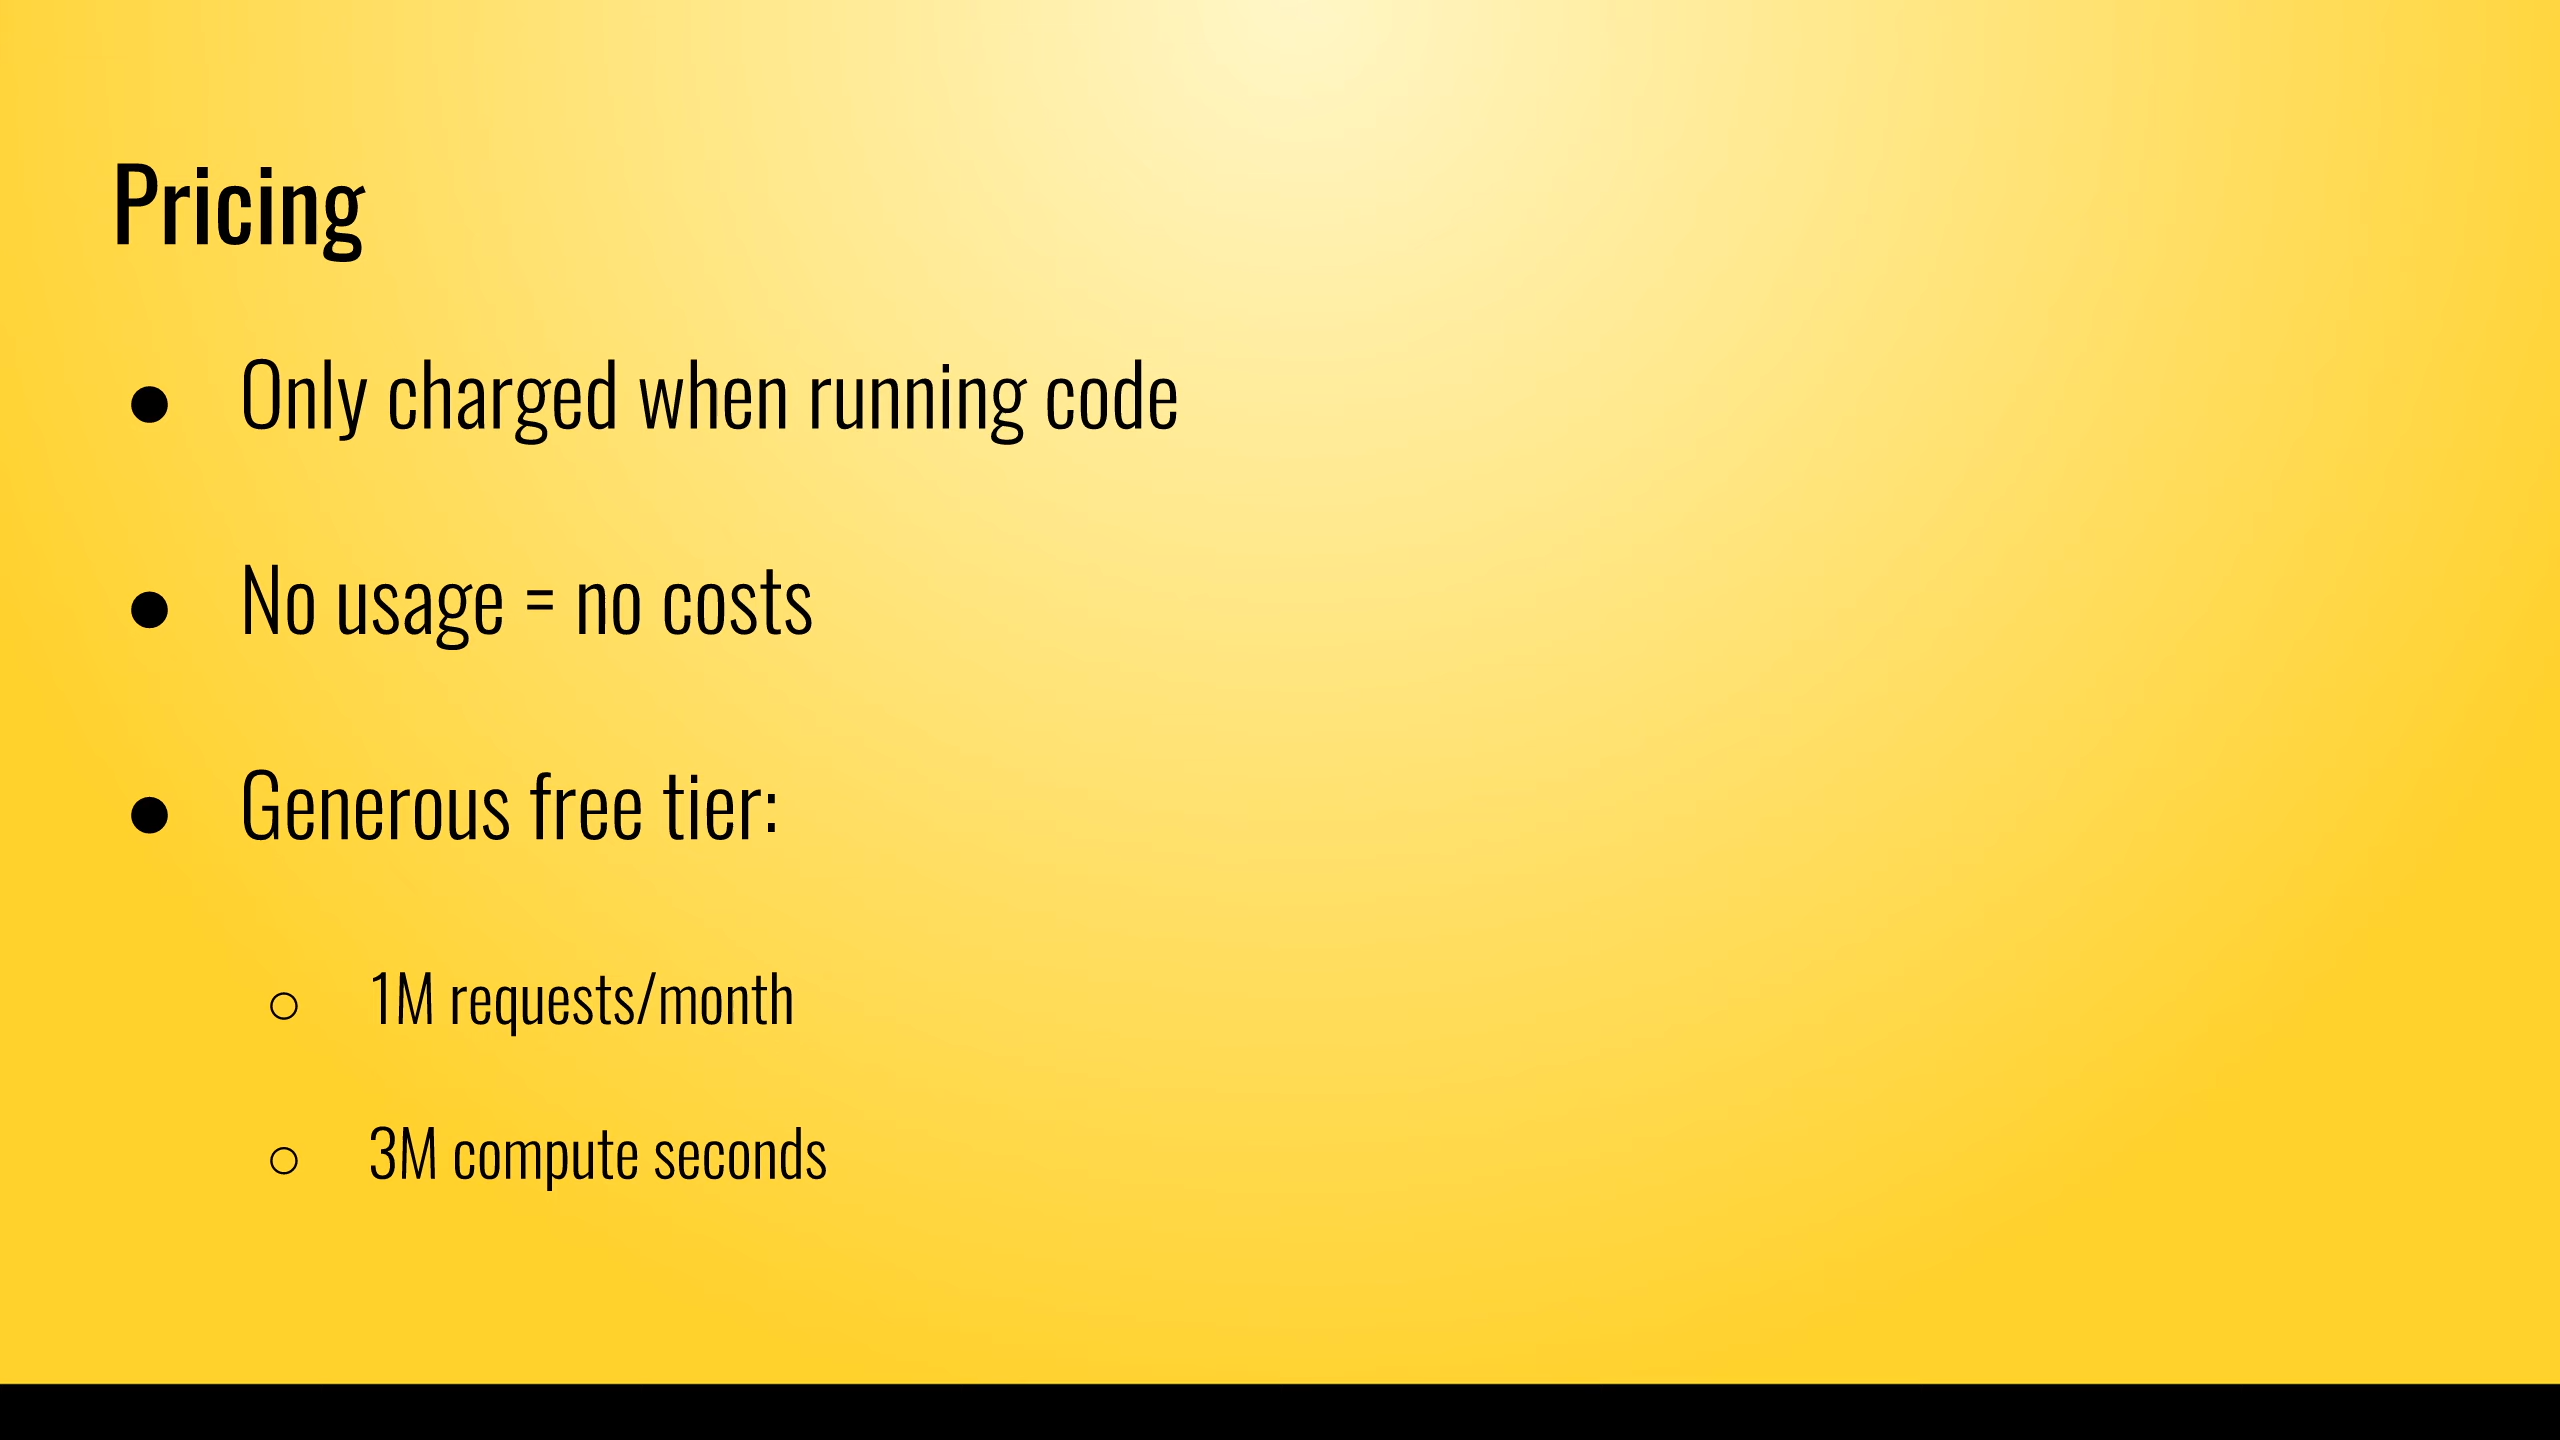 Pricing
● Only charged when running code
● No usage = no costs
● Generous free tier:
○ 1M requests/month
○ 3M compute seconds